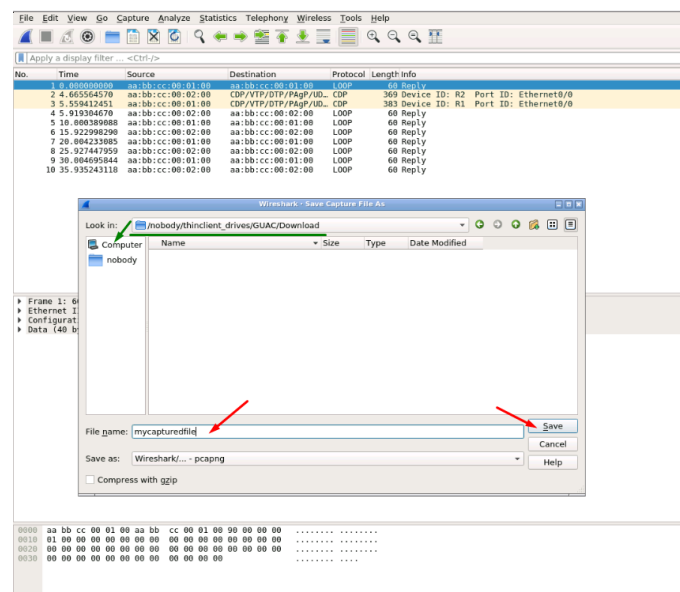 File Edit View Go Capture Analyze Statistics Telephony Wireless Tools Help
Apply a display filter ... <Ctrl-/>
No. Time Source Destination Protocol Length Info
1 0.000000000 aa:bb:cc:00:01:00 aa:bb:cc:00:01:00 LOOP 60 Reply
2 4.665564570 aa:bb:cc:00:02:00 CDP/VTP/DTP/PAgP/UD… CDP 369 Device ID: R2 Port ID: Ethernet0/0
3 5.559412451 aa:bb:cc:00:01:00 CDP/VTP/DTP/PAgP/UD… CDP 383 Device ID: R1 Port ID: Ethernet0/0
4 5.919304670 aa:bb:cc:00:02:00 aa:bb:cc:00:02:00 LOOP 60 Reply
5 10.000389088 aa:bb:cc:00:01:00 aa:bb:cc:00:01:00 LOOP 60 Reply
6 15.922998290 aa:bb:cc:00:02:00 aa:bb:cc:00:02:00 LOOP 60 Reply
7 20.004233085 aa:bb:cc:00:01:00 aa:bb:cc:00:01:00 LOOP 60 Reply
8 25.927447959 aa:bb:cc:00:02:00 aa:bb:cc:00:02:00 LOOP 60 Reply
9 30.004695844 aa:bb:cc:00:01:00 aa:bb:cc:00:01:00 LOOP 60 Reply
10 35.935243118 aa:bb:cc:00:02:00 aa:bb:cc:00:02:00 LOOP 60 Reply
Wireshark · Save Capture File As
Look in: /nobody/thinclient_drives/GUAC/Download
Computer
nobody
Name Size Type Date Modified
Frame 1: 6
Ethernet I
Configurat
Data (40 b
File name: mycapturedfile
Save
Cancel
Save as: Wireshark/... - pcapng
Help
Compress with gzip
0000 aa bb cc 00 01 00 aa bb cc 00 01 00 90 00 00 00 ........ ........
0010 01 00 00 00 00 00 00 00 00 00 00 00 00 00 00 00 ........ ........
0020 00 00 00 00 00 00 00 00 00 00 00 00 00 00 00 00 ........ ........
0030 00 00 00 00 00 00 00 00 00 00 00 00 ........ ....